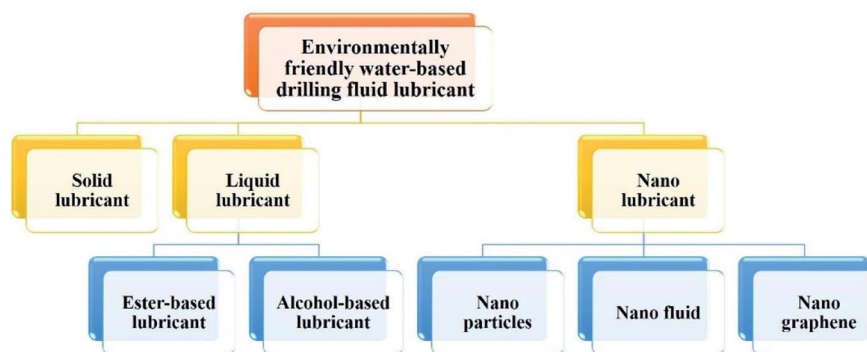 Environmentally
friendly water-based
drilling fluid lubricant
Solid
lubricant
Liquid
lubricant
Nano
lubricant
Ester-based
lubricant
Alcohol-based
lubricant
Nano
particles
Nano fluid
Nano
graphene